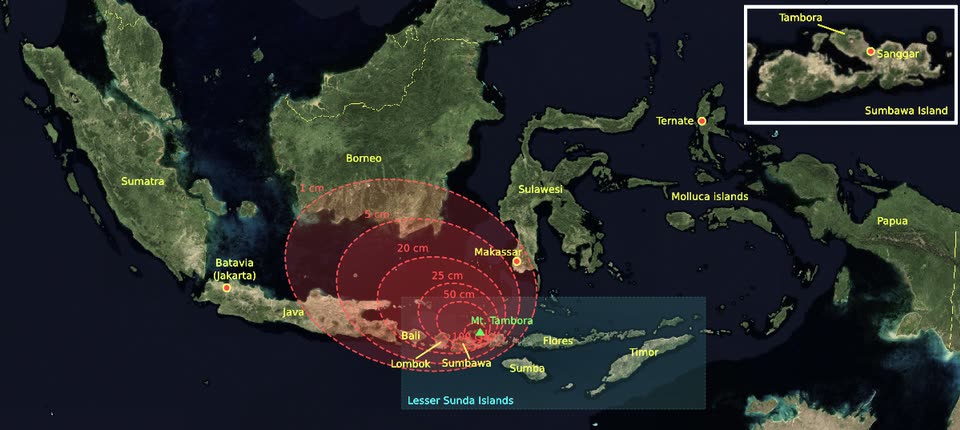 Tambora
Sanggar
Sumbawa Island
Ternate
Borneo
Sumatra
1 cm
Sulawesi
Molluca islands
5 cm
Papua
20 cm
Makassar
Batavia
(Jakarta)
25 cm
50 cm
Java
Mt. Tambora
Bali
100
Flores
Timor
Lombok
Sumbawa
Sumba
Lesser Sunda Islands